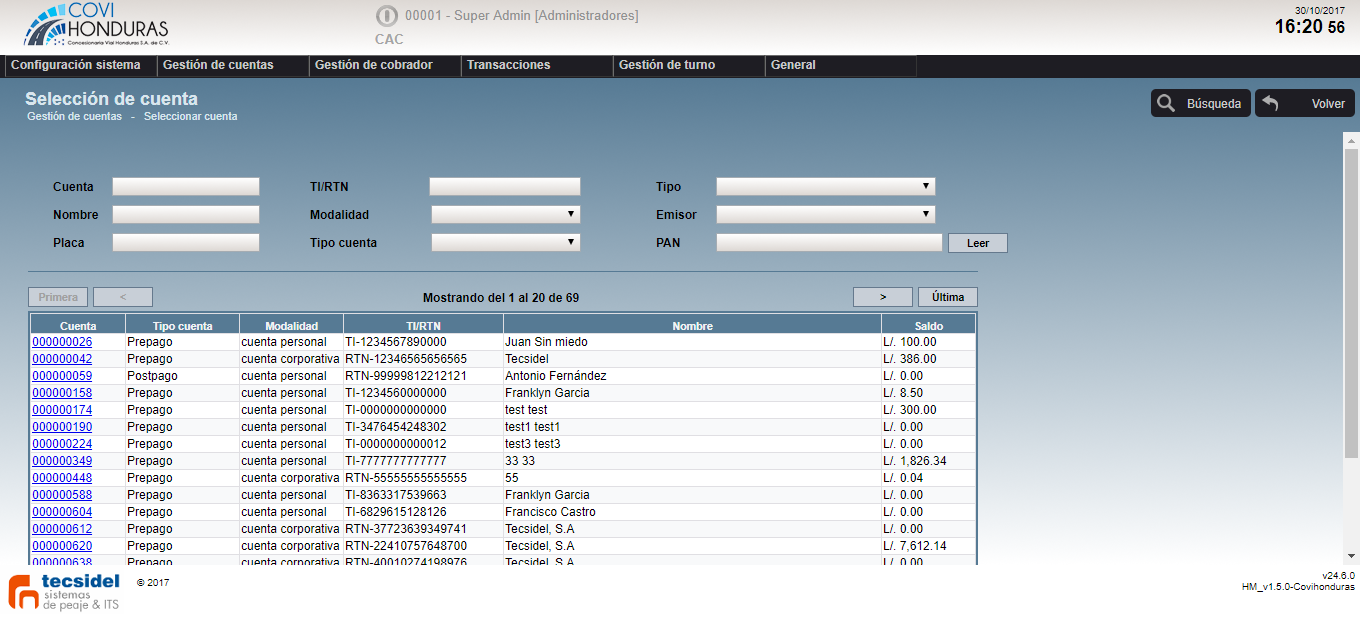 COVI
HONDURAS
Concesionaria Vial Honduras S.A. de C.V.
00001 - Super Admin [Administradores]
CAC
30/10/2017
16:20 56
Configuración sistema Gestión de cuentas Gestión de cobrador Transacciones Gestión de turno General
Selección de cuenta
Gestión de cuentas - Seleccionar cuenta
Búsqueda Volver
Cuenta TI/RTN Tipo
Nombre Modalidad Emisor
Placa Tipo cuenta PAN Leer
Primera < Mostrando del 1 al 20 de 69 > Última
Cuenta Tipo cuenta Modalidad TI/RTN Nombre Saldo
000000026 Prepago cuenta personal TI-1234567890000 Juan Sin miedo L/. 100.00
000000042 Prepago cuenta corporativa RTN-12346565656565 Tecsidel L/. 386.00
000000059 Postpago cuenta personal RTN-99999812212121 Antonio Fernández L/. 0.00
000000158 Prepago cuenta personal TI-1234560000000 Franklyn Garcia L/. 8.50
000000174 Prepago cuenta personal TI-0000000000000 test test L/. 300.00
000000190 Prepago cuenta personal TI-3476454248302 test1 test1 L/. 0.00
000000224 Prepago cuenta personal TI-0000000000012 test3 test3 L/. 0.00
000000349 Prepago cuenta personal TI-7777777777777 33 33 L/. 1,826.34
000000448 Prepago cuenta corporativa RTN-55555555555555 55 L/. 0.04
000000588 Prepago cuenta personal TI-8363317539663 Franklyn Garcia L/. 0.00
000000604 Prepago cuenta personal TI-6829615128126 Francisco Castro L/. 0.00
000000612 Prepago cuenta corporativa RTN-37723639349741 Tecsidel, S.A L/. 0.00
000000620 Prepago cuenta corporativa RTN-22410757648700 Tecsidel, S.A L/. 7,612.14
000000638 Prepago cuenta corporativa RTN-40010274198976 Tecsidel, S.A L/. 0.00
tecsidel
sistemas
de peaje & ITS
© 2017
v24.6.0
HM_v1.5.0-Covihonduras